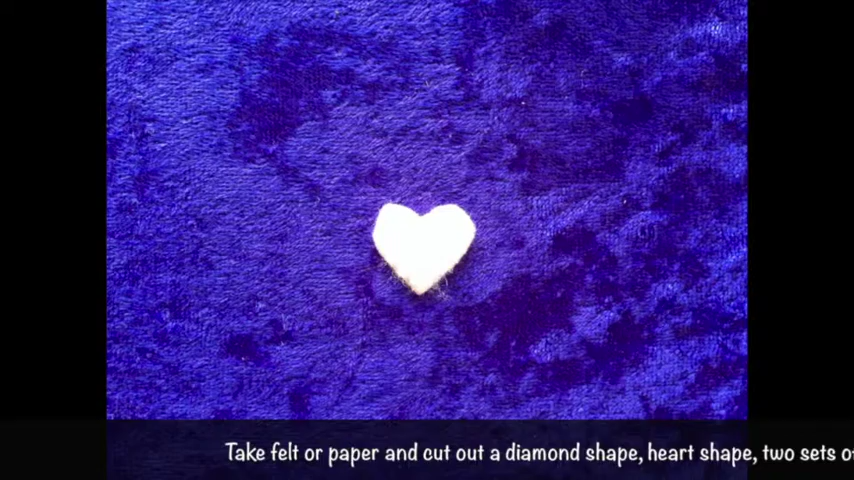 Take felt or paper and cut out a diamond shape, heart shape, two sets of